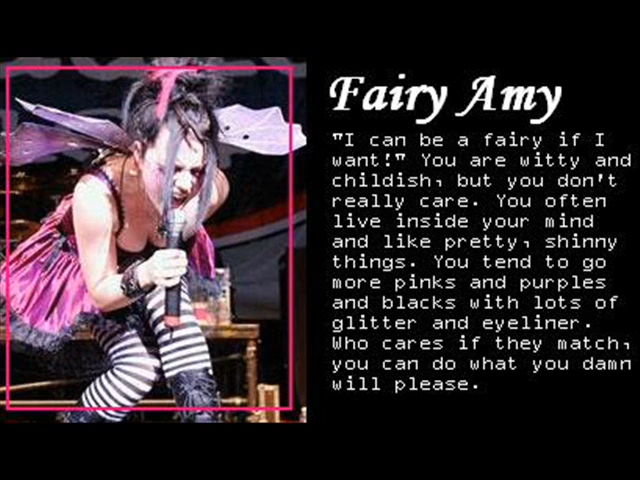 Fairy Amy
"I can be a fairy if I
want!" You are witty and
childish, but you don't
really care. You often
live inside your mind
and like pretty, shinny
things. You tend to go
more pinks and purples
and blacks with lots of
glitter and eyeliner.
Who cares if they match,
you can do what you damn
will please.